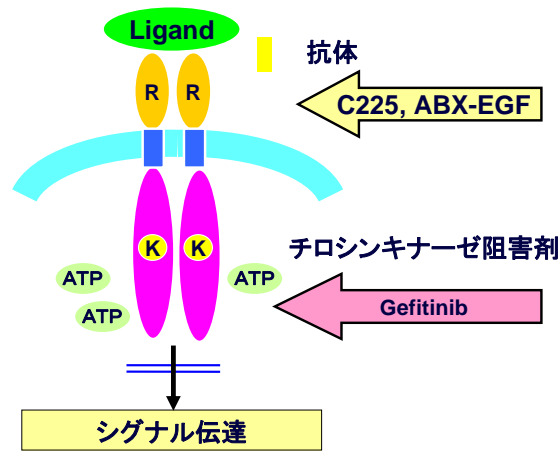 Ligand
抗体
R
R
C225, ABX-EGF
K
K
チロシンキナーゼ阻害剤
ATP
ATP
ATP
Gefitinib
シグナル伝達